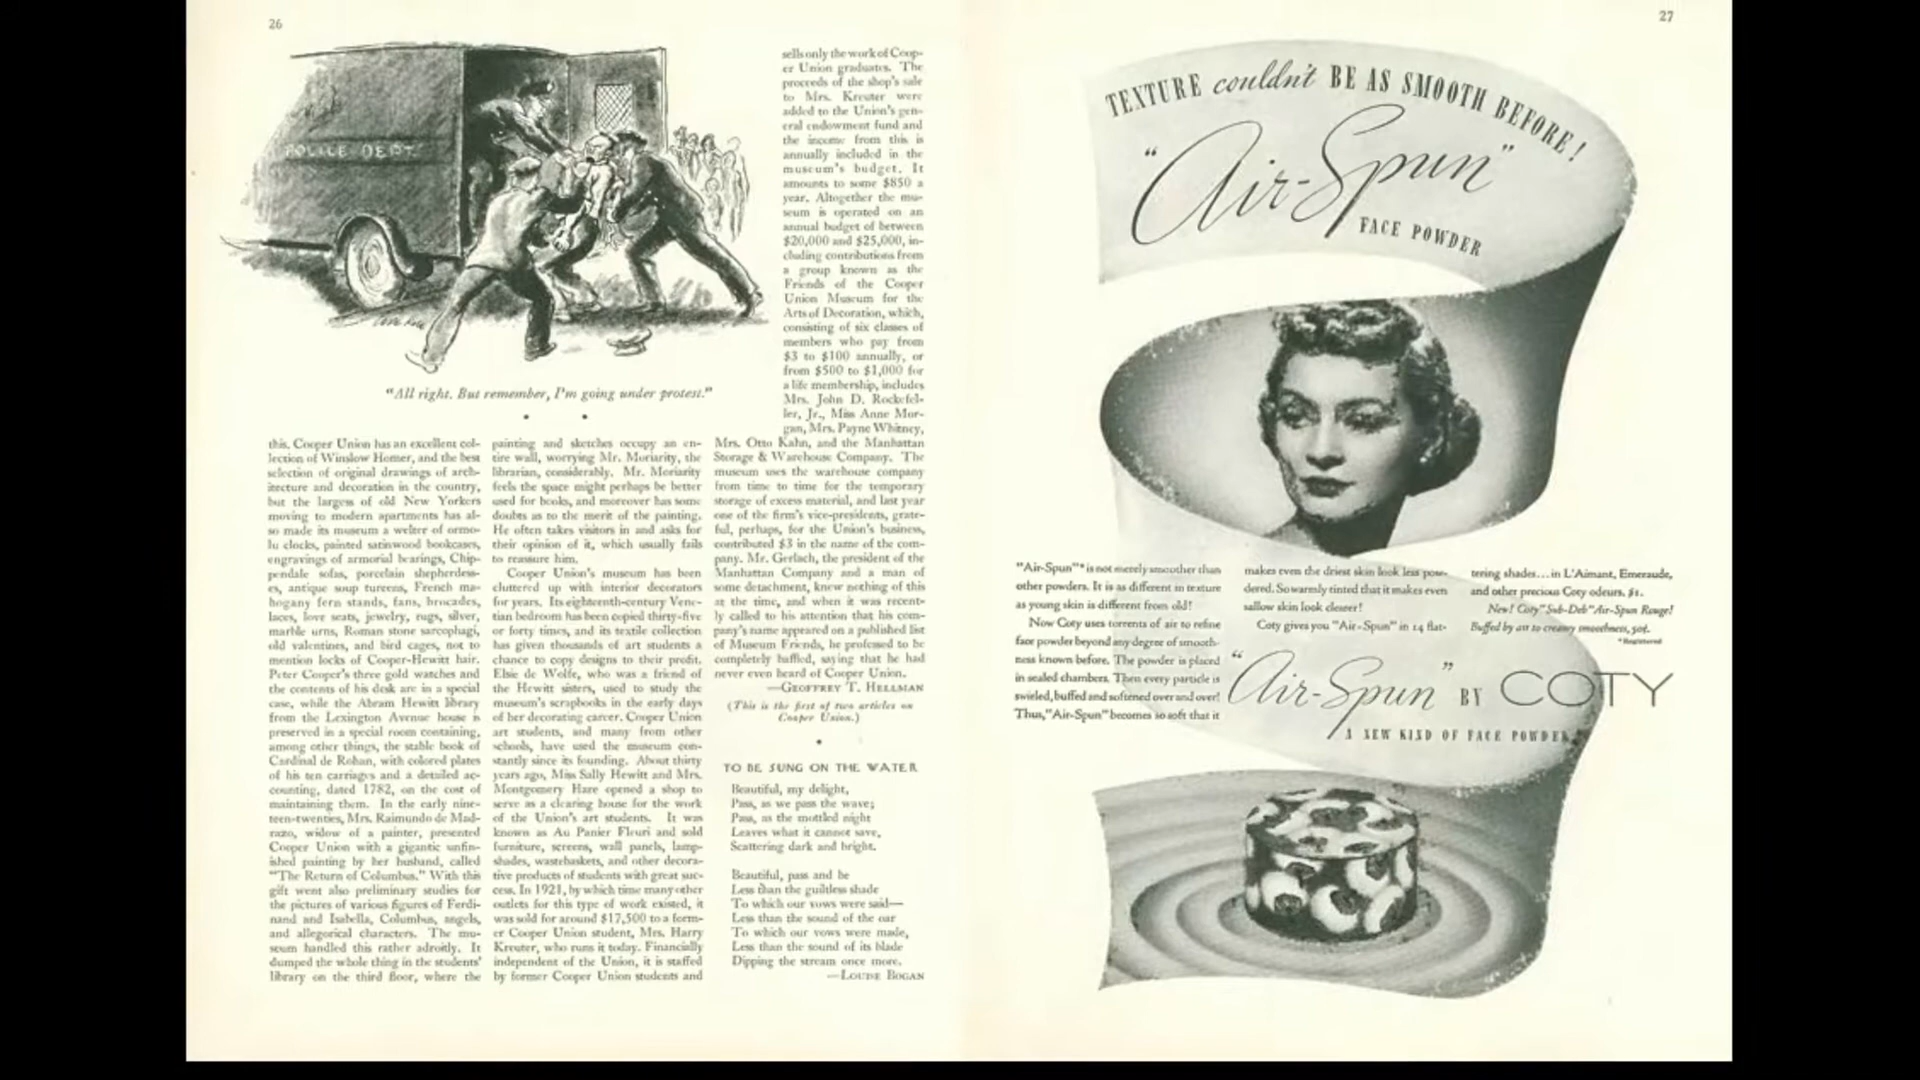 26
POLICE DEPT
"All right. But remember, I'm going under protest."
this. Cooper Union has an excellent col-
lection of Winslow Homer, and the best
selection of original drawings of arch-
itecture and decoration in the country,
but the largess of old New Yorkers
moving to modern apartments has al-
so made its museum a welter of ormo-
lu clocks, painted satinwood bookcases,
engravings of armorial bearings, Chip-
pendale sofas, porcelain shepherdess-
es, antique soup tureens, French ma-
hogany fern stands, fans, brocades,
laces, love seats, jewelry, rugs, silver,
marble urns, Roman stone sarcophagi,
old valentines, and bird cages, not to
mention locks of Cooper-Hewitt hair.
Peter Cooper's three gold watches and
the contents of his desk are in a special
case, while the Abram Hewitt library
from the Lexington Avenue house is
preserved in a special room containing,
among other things, the stable book of
Cardinal de Rohan, with colored plates
of his ten carriages and a detailed ac-
counting, dated 1782, on the cost of
maintaining them. In the early nine-
teen-twenties, Mrs. Raimundo de Mad-
razo, widow of a painter, presented
Cooper Union with a gigantic unfin-
ished painting by her husband, called
"The Return of Columbus." With this
gift went also preliminary studies for
the pictures of various figures of Ferdi-
nand and Isabella, Columbus, angels,
and allegorical characters. The mu-
seum handled this rather adroitly. It
dumped the whole thing in the students'
library on the third floor, where the
painting and sketches occupy an en-
tire wall, worrying Mr. Moriarity, the
librarian, considerably. Mr. Moriarity
feels the space might perhaps be better
used for books, and moreover has some
doubts as to the merit of the painting.
He often takes visitors in and asks for
their opinion of it, which usually fails
to reassure him.
Cooper Union's museum has been
cluttered up with interior decorators
for years. Its eighteenth-century Vene-
tian bedroom has been copied thirty-five
or forty times, and its textile collection
has given thousands of art students a
chance to copy designs to their profit.
Elsie de Wolfe, who was a friend of
the Hewitt sisters, used to study the
museum's scrapbooks in the early days
of her decorating career. Cooper Union
art students, and many from other
schools, have used the museum con-
stantly since its founding. About thirty
years ago, Miss Sally Hewitt and Mrs.
Montgomery Hare opened a shop to
serve as a clearing house for the work
of the Union's art students. It was
known as Au Panier Fleuri and sold
furniture, screens, wall panels, lamp-
shades, wastebaskets, and other decora-
tive products of students with great suc-
cess. In 1921, by which time many other
outlets for this type of work existed, it
was sold for around $17,500 to a form-
er Cooper Union student, Mrs. Harry
Kreuter, who runs it today. Financially
independent of the Union, it is staffed
by former Cooper Union students and
sells only the work of Coop-
er Union graduates. The
proceeds of the shop's sale
to Mrs. Kreuter were
added to the Union's gen-
eral endowment fund and
the income from this is
annually included in the
museum's budget. It
amounts to some $850 a
year. Altogether the mu-
seum is operated on an
annual budget of between
$20,000 and $25,000, in-
cluding contributions from
a group known as the
Friends of the Cooper
Union Museum for the
Arts of Decoration, which,
consisting of six classes of
members who pay from
$3 to $100 annually, or
from $500 to $1,000 for
a life membership, includes
Mrs. John D. Rockefel-
ler, Jr., Miss Anne Mor-
gan, Mrs. Payne Whitney,
Mrs. Otto Kahn, and the Manhattan
Storage & Warehouse Company. The
museum uses the warehouse company
from time to time for the temporary
storage of excess material, and last year
one of the firm's vice-presidents, grate-
ful, perhaps, for the Union's business,
contributed $3 in the name of the com-
pany. Mr. Gerlach, the president of the
Manhattan Company and a man of
some detachment, knew nothing of this
at the time, and when it was recent-
ly called to his attention that his com-
pany's name appeared on a published list
of Museum Friends, he professed to be
completely baffled, saying that he had
never even heard of Cooper Union.
—GEOFFREY T. HELLMAN
(This is the first of two articles on
Cooper Union.)
TO BE SUNG ON THE WATER
Beautiful, my delight,
Pass, as we pass the wave;
Pass, as the mottled night
Leaves what it cannot save,
Scattering dark and bright.
Beautiful, pass and be
Less than the guiltless shade
To which our vows were said—
Less than the sound of the oar
To which our vows were made,
Less than the sound of its blade
Dipping the stream once more.
—LOUISE BOGAN
27
TEXTURE couldn't BE AS SMOOTH BEFORE!
"Air-Spun"
FACE POWDER
"Air-Spun"* is not merely smoother than
other powders. It is as different in texture
as young skin is different from old!
Now Coty uses torrents of air to refine
face powder beyond any degree of smooth-
ness known before. The powder is placed
in sealed chambers. Then every particle is
swirled, buffed and softened over and over!
Thus, "Air-Spun" becomes so soft that it
makes even the driest skin look less pow-
dered. So warmly tinted that it makes even
sallow skin look clearer!
Coty gives you "Air-Spun" in 14 flat-
tering shades...in L'Aimant, Emeraude,
and other precious Coty odeurs. $1.
New! Coty "Sub-Deb" Air-Spun Rouge!
Buffed by air to creamy smoothness, 50¢.
*Registered
"Air-Spun" BY COTY
A NEW KIND OF FACE POWDER